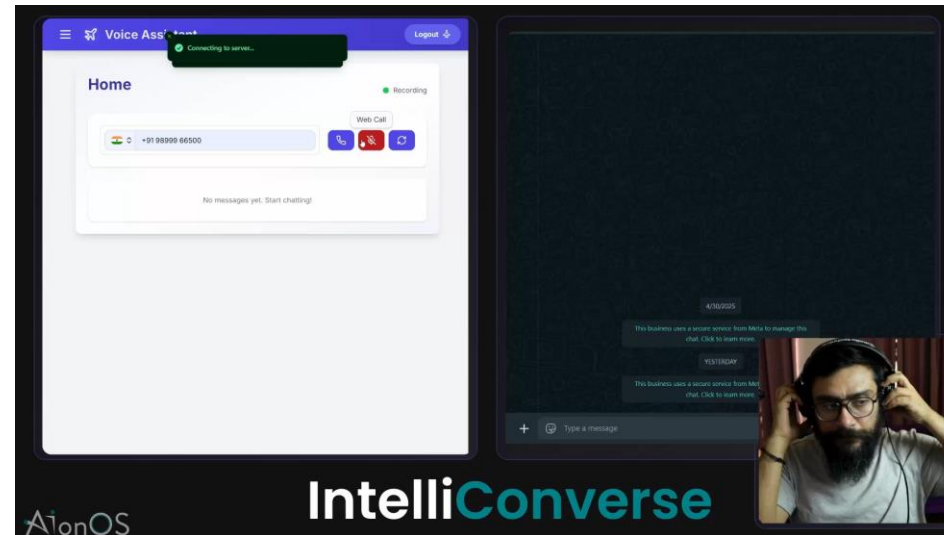 Voice Assistant
Connecting to server...
Logout
Home
Recording
Web Call
+91 98999 66500
No messages yet. Start chatting!
4/30/2025
This business uses a secure service from Meta to manage this
chat. Click to learn more.
YESTERDAY
This business uses a secure service from Met
chat. Click to learn more.
Type a message
IntelliConverse
AionOS